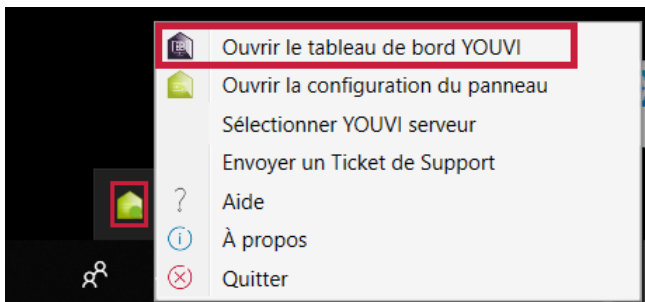 Ouvrir le tableau de bord YOUVI
Ouvrir la configuration du panneau
Sélectionner YOUVI serveur
Envoyer un Ticket de Support
Aide
À propos
Quitter